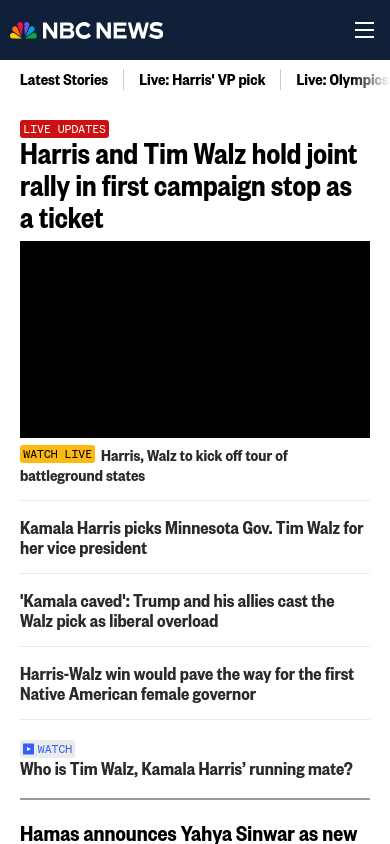 NBC NEWS
Latest Stories
Live: Harris' VP pick
Live: Olympics
LIVE UPDATES
Harris and Tim Walz hold joint
rally in first campaign stop as
a ticket
WATCH LIVE Harris, Walz to kick off tour of
battleground states
Kamala Harris picks Minnesota Gov. Tim Walz for
her vice president
'Kamala caved': Trump and his allies cast the
Walz pick as liberal overload
Harris-Walz win would pave the way for the first
Native American female governor
WATCH
Who is Tim Walz, Kamala Harris’ running mate?
Hamas announces Yahya Sinwar as new